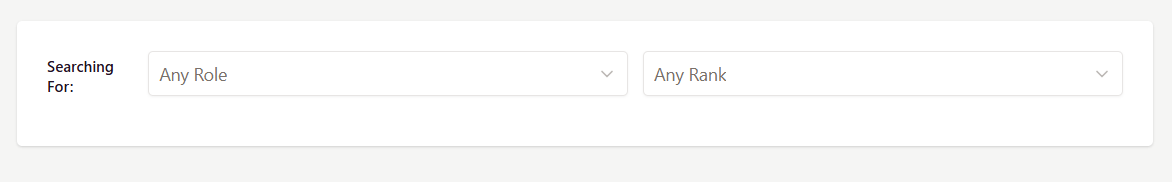 Searching
For:
Any Role
Any Rank